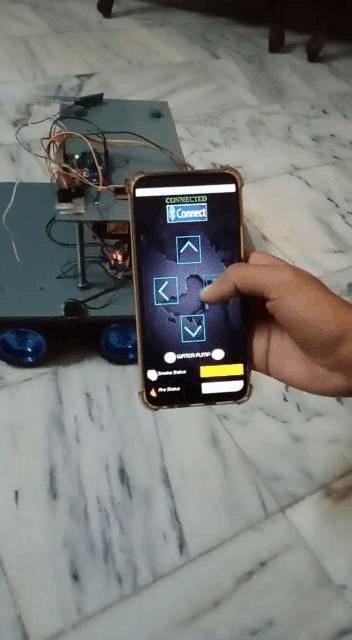 CONNECTED
Connect
WATER PUMP
Smoke Status
Fire Status